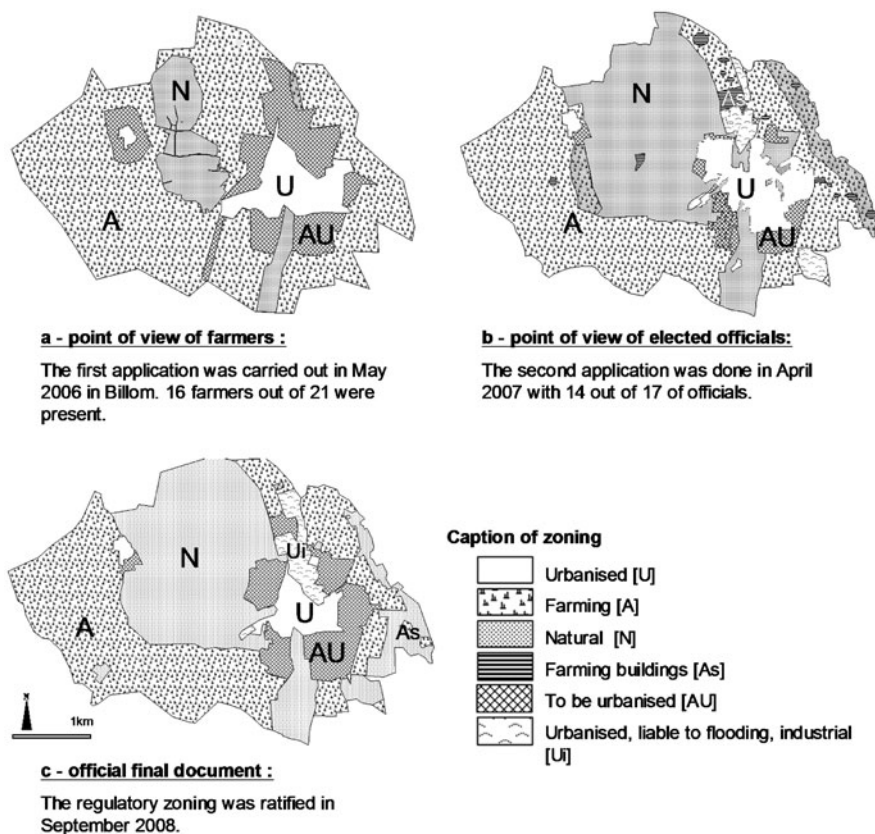 N
U
A
AU
a - point of view of farmers :
The first application was carried out in May
2006 in Billom. 16 farmers out of 21 were
present.
N
As
U
A
AU
b - point of view of elected officials:
The second application was done in April
2007 with 14 out of 17 of officials.
N
Ui
U
A
As
AU
1km
c - official final document :
The regulatory zoning was ratified in
September 2008.
Caption of zoning
Urbanised [U]
Farming [A]
Natural [N]
Farming buildings [As]
To be urbanised [AU]
Urbanised, liable to flooding, industrial
[Ui]